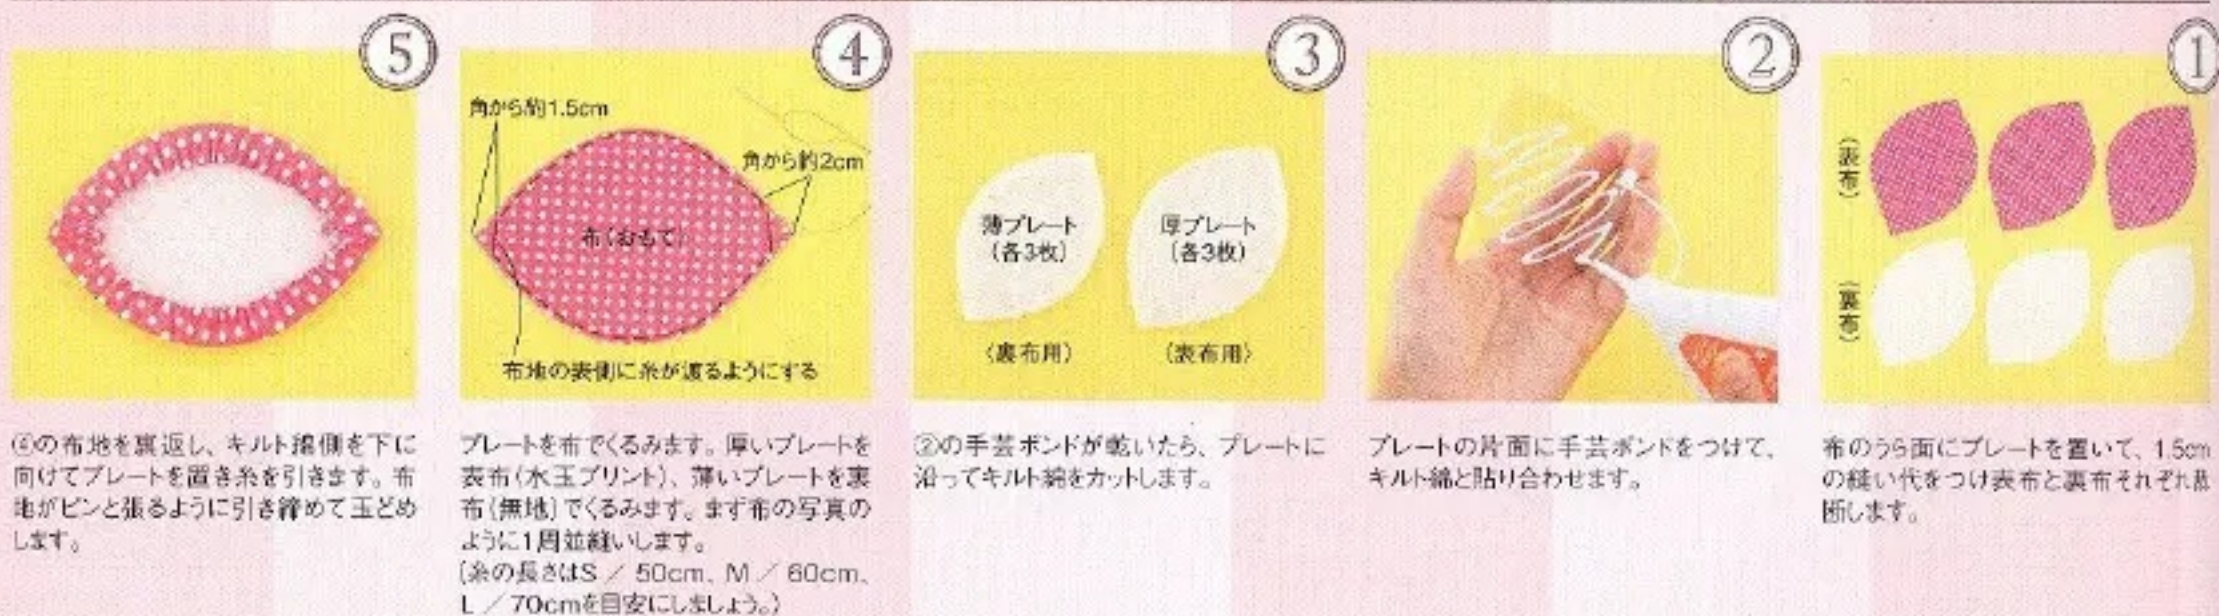 ①
(表布)
(裏布)
布のうら面にプレートを置いて、1.5cm
の縫い代をつけ表布と裏布それぞれ裁
断します。
②
プレートの片面に手芸ボンドをつけて、
キルト綿と貼り合わせます。
③
薄プレート
(各3枚)
厚プレート
(各3枚)
〈裏布用〉
〈表布用〉
②の手芸ボンドが乾いたら、プレートに
沿ってキルト綿をカットします。
④
角から約1.5cm
角から約2cm
布(おもて)
布地の表側に糸が渡るようにする
プレートを布でくるみます。厚いプレートを
表布(水玉プリント)、薄いプレートを裏
布(無地)でくるみます。まず布の写真の
ように1周並縫いします。
(糸の長さはS／50cm、M／60cm、
L／70cmを目安にしましょう。)
⑤
④の布地を裏返し、キルト綿側を下に
向けてプレートを置き糸を引きます。布
地がピンと張るように引き締めて玉どめ
します。